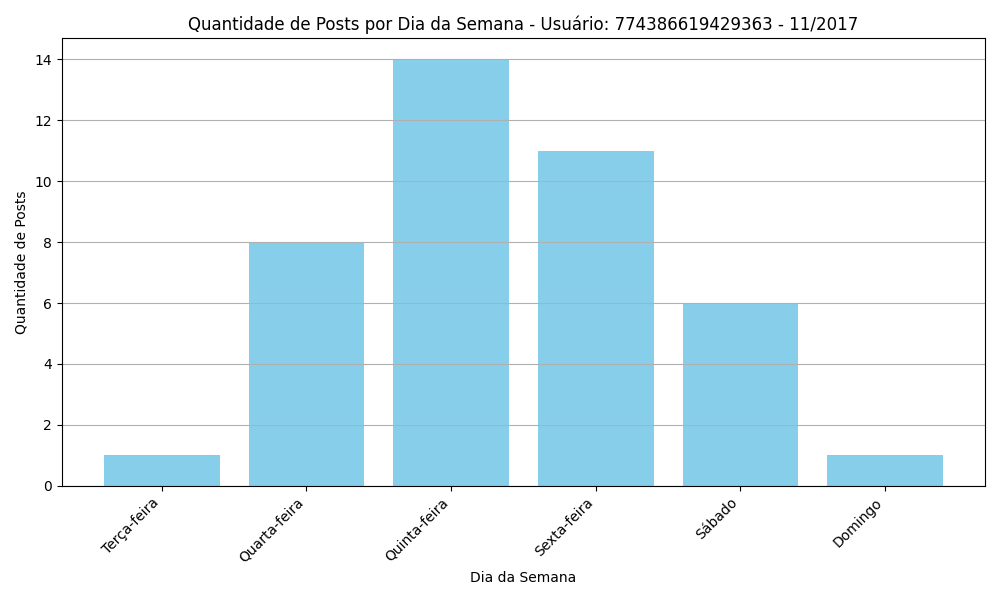 Quantidade de Posts por Dia da Semana - Usuário: 774386619429363 - 11/2017
Quantidade de Posts
14
12
10
8
6
4
2
0
Terça-feira
Quarta-feira
Quinta-feira
Sexta-feira
Sábado
Domingo
Dia da Semana